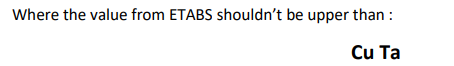 Where the value from ETABS shouldn’t be upper than :
Cu Ta